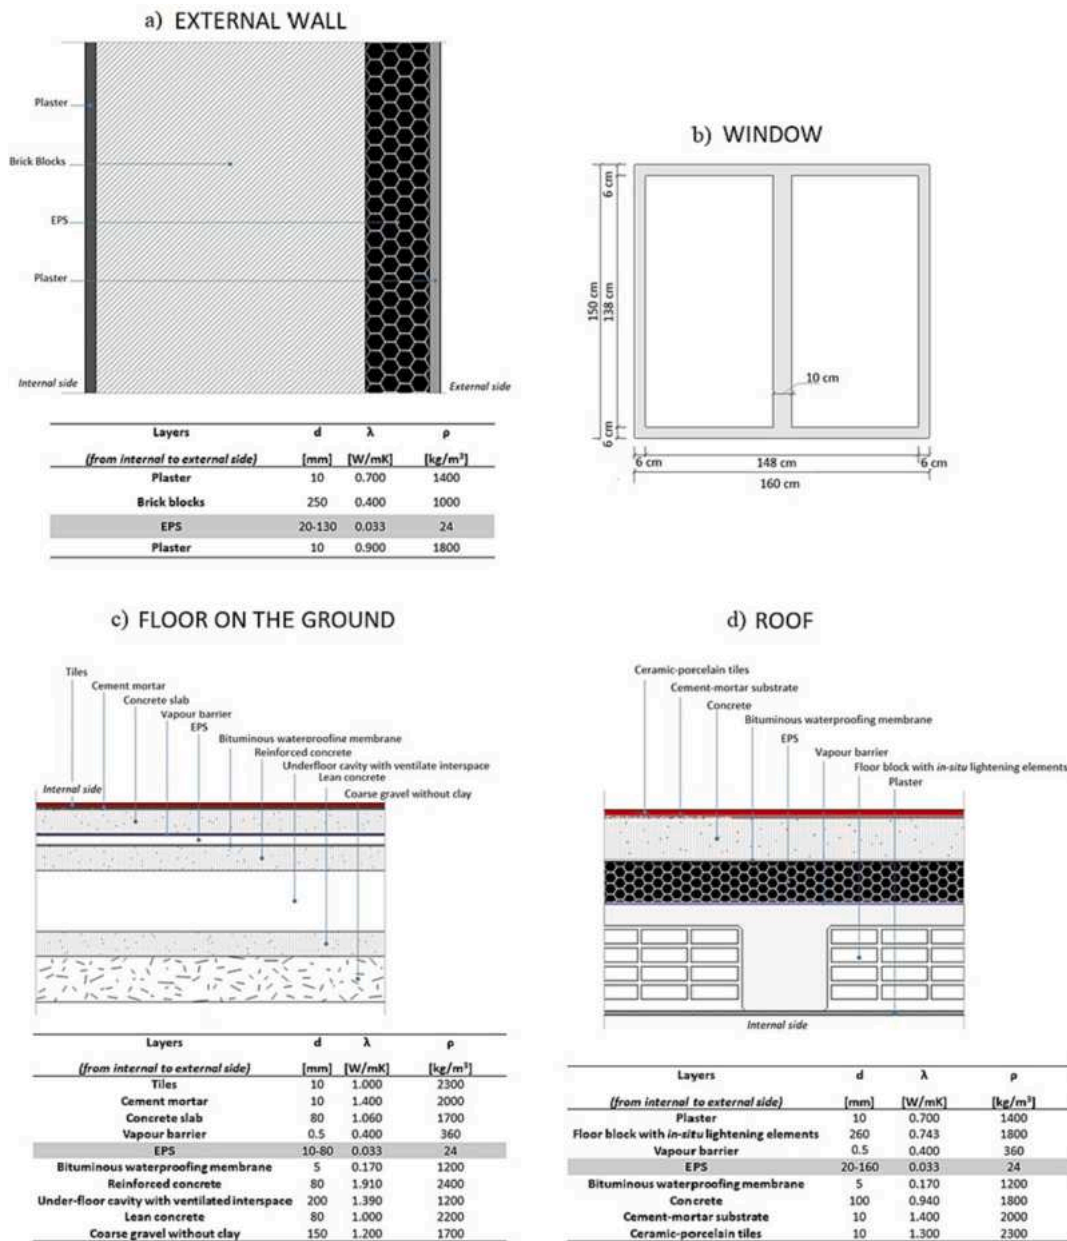 a) EXTERNAL WALL
Plaster
Brick Blocks
EPS
Plaster
Internal side
External side
Layers d λ ρ
(from internal to external side) [mm] [W/mK] [kg/m³]
Plaster 10 0.700 1400
Brick blocks 250 0.400 1000
EPS 20-130 0.033 24
Plaster 10 0.900 1800
b) WINDOW
6 cm
150 cm
138 cm
10 cm
6 cm
6 cm 148 cm 6 cm
160 cm
c) FLOOR ON THE GROUND
Tiles
Cement mortar
Concrete slab
Vapour barrier
EPS
Bituminous waterproofing membrane
Reinforced concrete
Underfloor cavity with ventilate interspace
Lean concrete
Coarse gravel without clay
Internal side
Layers d λ ρ
(from internal to external side) [mm] [W/mK] [kg/m³]
Tiles 10 1.000 2300
Cement mortar 10 1.400 2000
Concrete slab 80 1.060 1700
Vapour barrier 0.5 0.400 360
EPS 10-80 0.033 24
Bituminous waterproofing membrane 5 0.170 1200
Reinforced concrete 80 1.910 2400
Under-floor cavity with ventilated interspace 200 1.390 1200
Lean concrete 80 1.000 2200
Coarse gravel without clay 150 1.200 1700
d) ROOF
Ceramic-porcelain tiles
Cement-mortar substrate
Concrete
Bituminous waterproofing membrane
EPS
Vapour barrier
Floor block with in-situ lightening elements
Plaster
Internal side
Layers d λ ρ
(from internal to external side) [mm] [W/mK] [kg/m³]
Plaster 10 0.700 1400
Floor block with in-situ lightening elements 260 0.743 1800
Vapour barrier 0.5 0.400 360
EPS 20-160 0.033 24
Bituminous waterproofing membrane 5 0.170 1200
Concrete 100 0.940 1800
Cement-mortar substrate 10 1.400 2000
Ceramic-porcelain tiles 10 1.300 2300